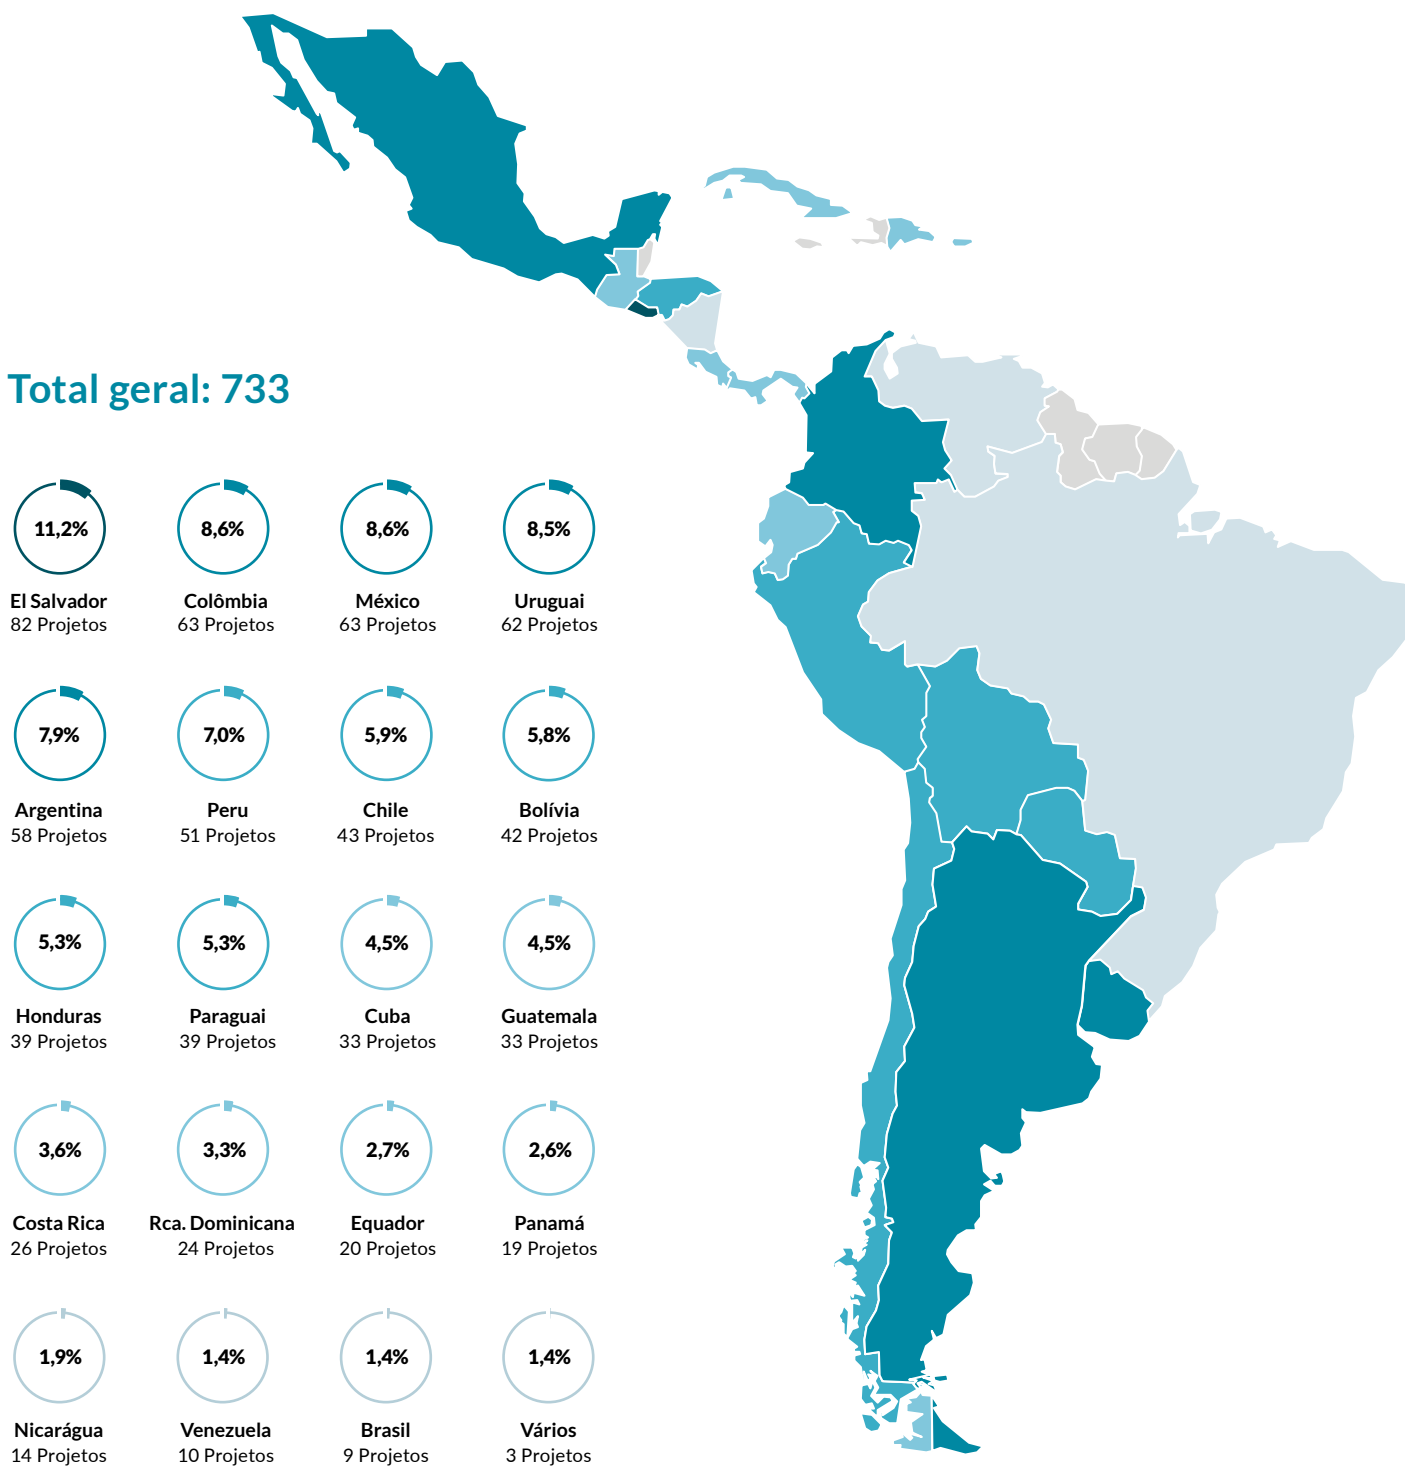 Total geral: 733
11,2%
El Salvador
82 Projetos
8,6%
Colômbia
63 Projetos
8,6%
México
63 Projetos
8,5%
Uruguai
62 Projetos
7,9%
Argentina
58 Projetos
7,0%
Peru
51 Projetos
5,9%
Chile
43 Projetos
5,8%
Bolívia
42 Projetos
5,3%
Honduras
39 Projetos
5,3%
Paraguai
39 Projetos
4,5%
Cuba
33 Projetos
4,5%
Guatemala
33 Projetos
3,6%
Costa Rica
26 Projetos
3,3%
Rca. Dominicana
24 Projetos
2,7%
Equador
20 Projetos
2,6%
Panamá
19 Projetos
1,9%
Nicarágua
14 Projetos
1,4%
Venezuela
10 Projetos
1,4%
Brasil
9 Projetos
1,4%
Vários
3 Projetos